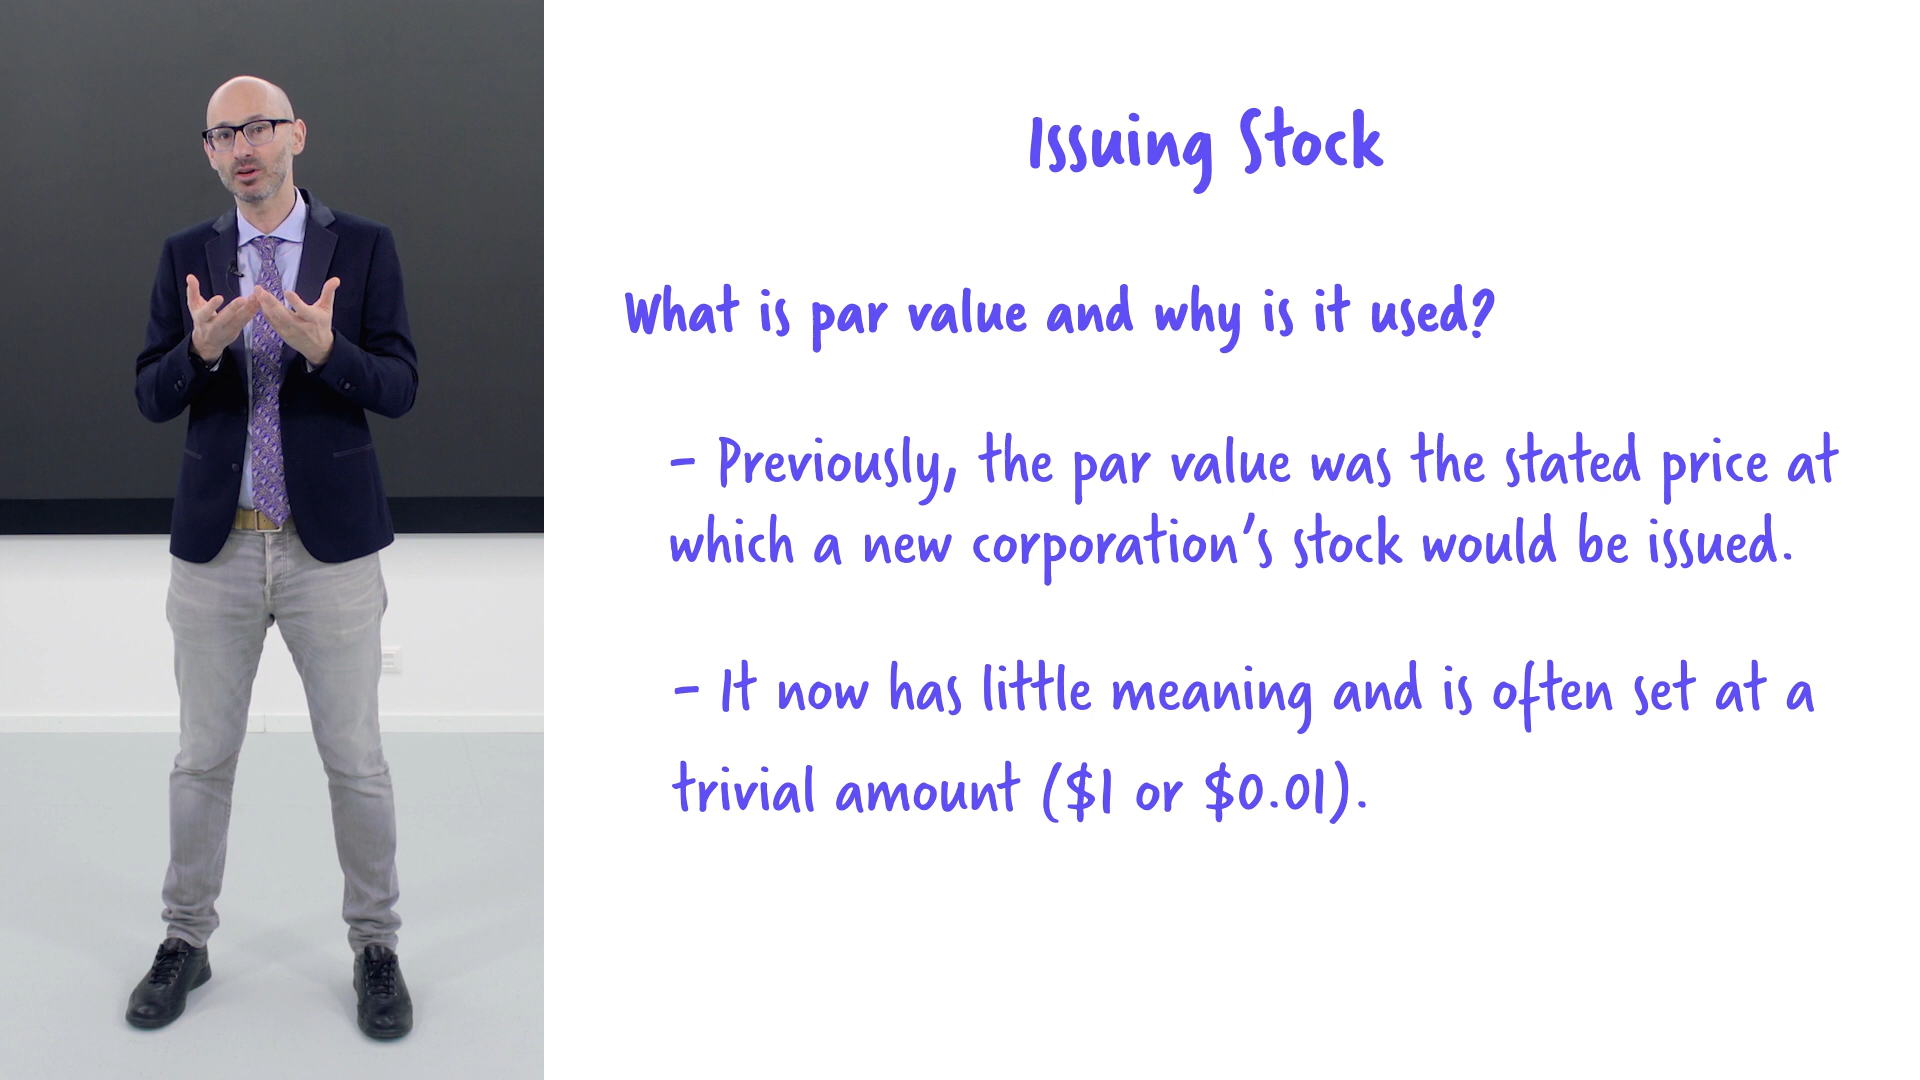 Issuing Stock
What is par value and why is it used?
- Previously, the par value was the stated price at
which a new corporation's stock would be issued.
- It now has little meaning and is often set at a
trivial amount ($1 or $0.01).